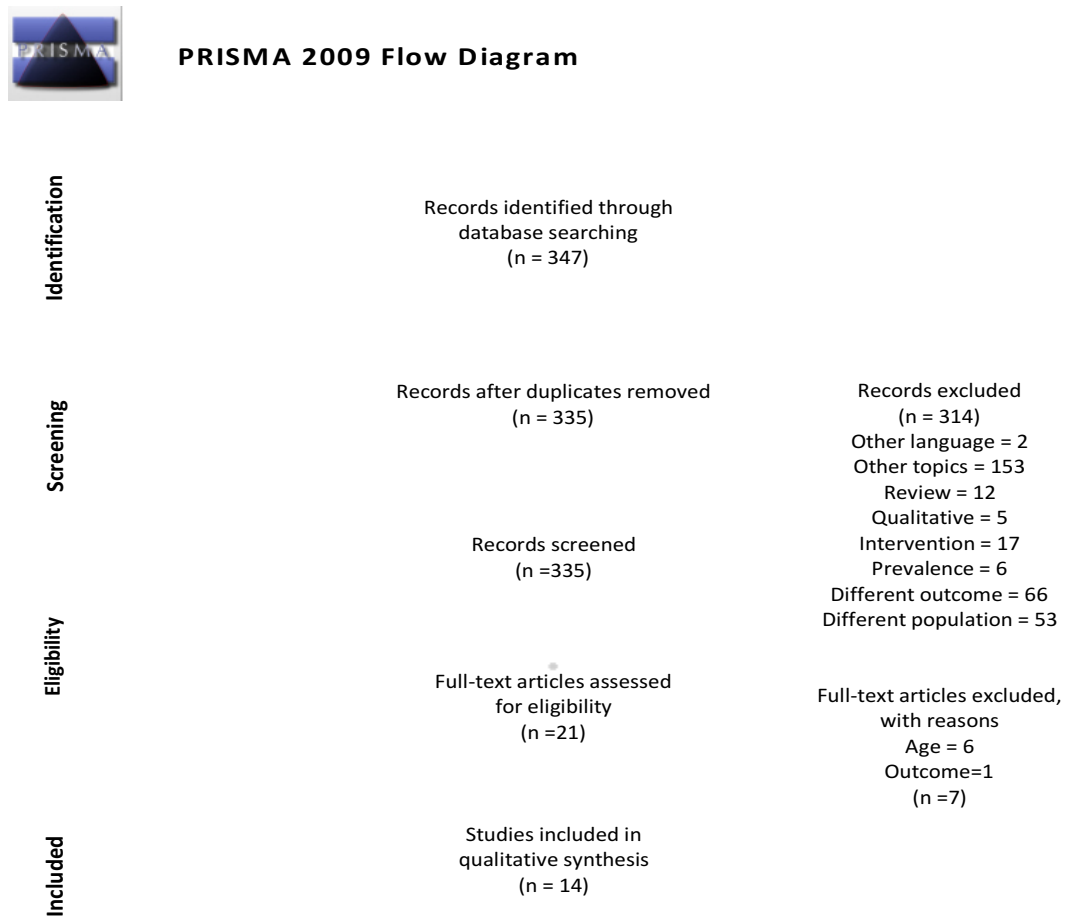 PRISMA
PRISMA 2009 Flow Diagram
Identification
Records identified through
database searching
(n = 347)
Screening
Records after duplicates removed
(n = 335)
Records excluded
(n = 314)
Other language = 2
Other topics = 153
Review = 12
Qualitative = 5
Intervention = 17
Prevalence = 6
Different outcome = 66
Different population = 53
Records screened
(n =335)
Eligibility
Full-text articles assessed
for eligibility
(n =21)
Full-text articles excluded,
with reasons
Age = 6
Outcome=1
(n =7)
Included
Studies included in
qualitative synthesis
(n = 14)